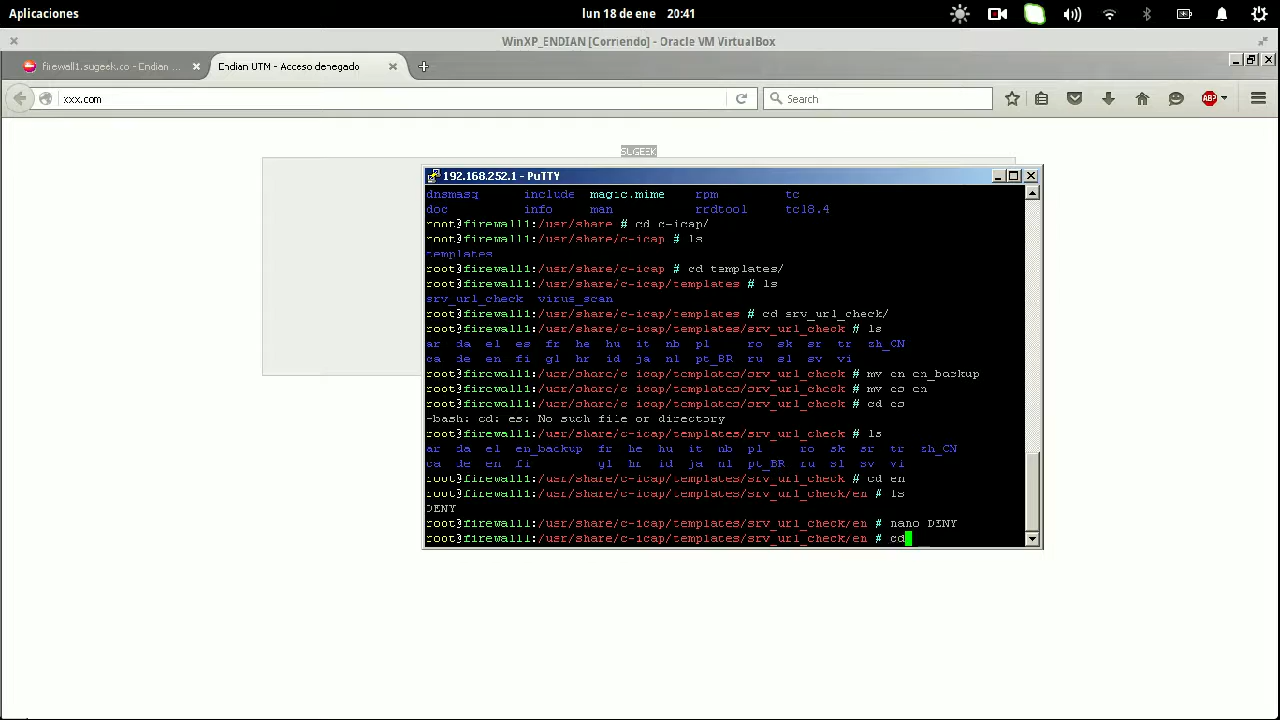 Aplicaciones
lun 18 de ene 20:41
WinXP_ENDIAN [Corriendo] - Oracle VM VirtualBox
firewall1.sugeek.co - Endian ...
Endian UTM - Acceso denegado
xxx.com
Search
ABP
SUGEEK
192.168.252.1 - PuTTY
dnsmasq include magic.mime rpm tc
doc info man rrdtool tcl8.4
root@firewall1:/usr/share # cd c-icap/
root@firewall1:/usr/share/c-icap # ls
templates
root@firewall1:/usr/share/c-icap # cd templates/
root@firewall1:/usr/share/c-icap/templates # ls
srv_url_check virus_scan
root@firewall1:/usr/share/c-icap/templates # cd srv_url_check/
root@firewall1:/usr/share/c-icap/templates/srv_url_check # ls
ar da el es fr he hu it nb pl ro sk sr tr zh_CN
ca de en fi gl hr id ja nl pt_BR ru sl sv vi
root@firewall1:/usr/share/c-icap/templates/srv_url_check # mv en en_backup
root@firewall1:/usr/share/c-icap/templates/srv_url_check # mv es en
root@firewall1:/usr/share/c-icap/templates/srv_url_check # cd es
-bash: cd: es: No such file or directory
root@firewall1:/usr/share/c-icap/templates/srv_url_check # ls
ar da el en_backup fr he hu it nb pl ro sk sr tr zh_CN
ca de en fi gl hr id ja nl pt_BR ru sl sv vi
root@firewall1:/usr/share/c-icap/templates/srv_url_check # cd en
root@firewall1:/usr/share/c-icap/templates/srv_url_check/en # ls
DENY
root@firewall1:/usr/share/c-icap/templates/srv_url_check/en # nano DENY
root@firewall1:/usr/share/c-icap/templates/srv_url_check/en # cd